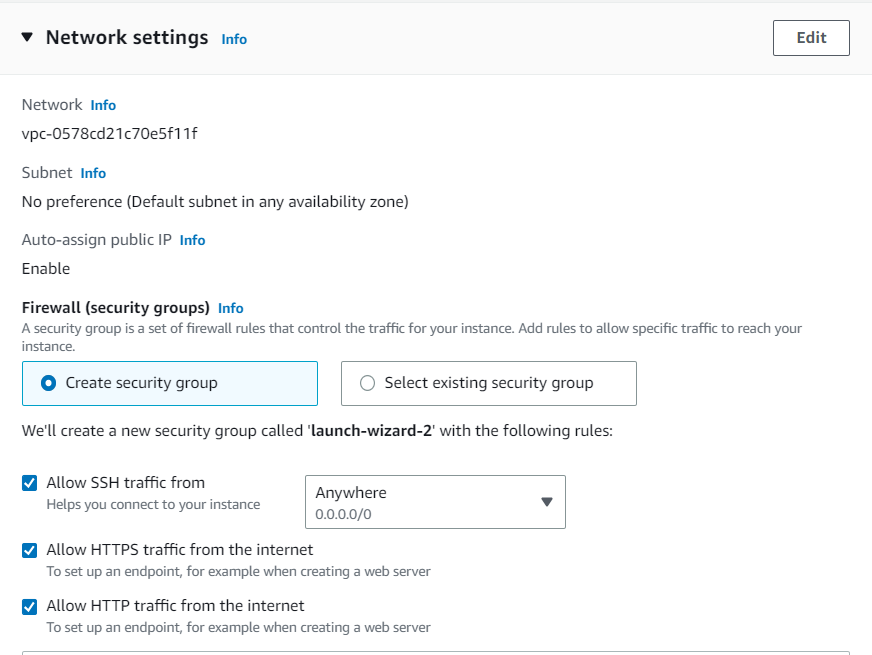 Network settings Info
Edit
Network Info
vpc-0578cd21c70e5f11f
Subnet Info
No preference (Default subnet in any availability zone)
Auto-assign public IP Info
Enable
Firewall (security groups) Info
A security group is a set of firewall rules that control the traffic for your instance. Add rules to allow specific traffic to reach your
instance.
Create security group
Select existing security group
We'll create a new security group called 'launch-wizard-2' with the following rules:
Allow SSH traffic from
Helps you connect to your instance
Anywhere
0.0.0.0/0
Allow HTTPS traffic from the internet
To set up an endpoint, for example when creating a web server
Allow HTTP traffic from the internet
To set up an endpoint, for example when creating a web server